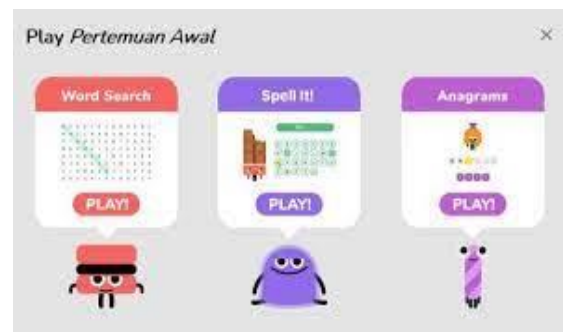 Play Pertemuan Awal ×
Word Search
Spell It!
Anagrams
PLAY!
PLAY!
PLAY!